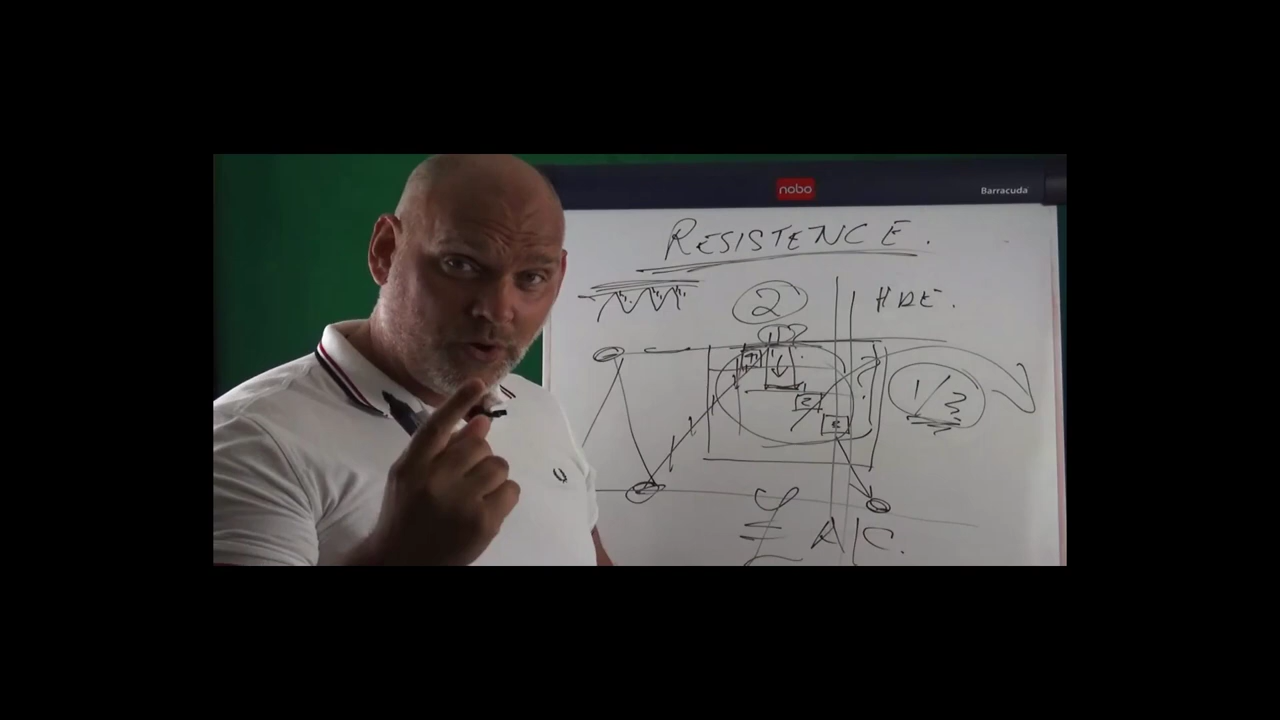 nobo
Barracuda
RESISTENCE.
2
HDE.
1/3
A/C.